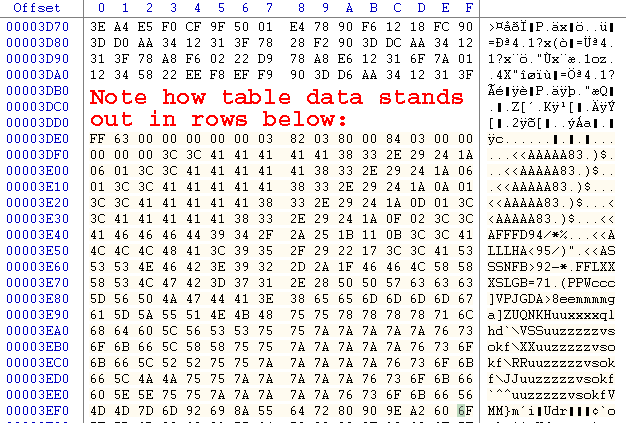 Offset 0 1 2 3 4 5 6 7 8 9 A B C D E F
00003D70 3E A4 E5 F0 CF 9F 50 01 E4 78 90 F6 12 18 FC 90 >¤åðÏ▮P.äx▮ö..ü▮
00003D80 3D D0 AA 34 12 31 3F 78 28 F2 90 3D DC AA 34 12 =Ðª4.1?x(ò▮=Üª4.
00003D90 31 3F 78 A8 F6 02 22 D9 78 A8 E6 12 31 6F 7A 01 1?x¨ö."Ùx¨æ.1oz.
00003DA0 12 34 58 22 EE F8 EF F9 90 3D D6 AA 34 12 31 3F .4X"îøïù▮=Öª4.1?
00003DB0
Note how table data stands
00003DC0
00003DD0
out in rows below:
00003DE0 FF 63 00 00 00 00 00 03 82 03 80 00 84 03 00 00 ÿc......▮.▮.▮...
00003DF0 00 00 00 3C 3C 41 41 41 41 41 38 33 2E 29 24 1A ...<<AAAAA83.)$.
00003E00 06 01 3C 3C 41 41 41 41 41 38 33 2E 29 24 1A 06 ..<<AAAAA83.)$..
00003E10 01 3C 3C 41 41 41 41 41 38 33 2E 29 24 1A 0A 01 .<<AAAAA83.)$...
00003E20 3C 3C 41 41 41 41 41 38 33 2E 29 24 1A 0D 01 3C <<AAAAA83.)$...<
00003E30 3C 41 41 41 41 41 38 33 2E 29 24 1A 0F 02 3C 3C <AAAAA83.)$...<<
00003E40 41 46 46 46 44 39 34 2F 2A 25 1B 11 0B 3C 3C 41 AFFFD94/*%...<<A
00003E50 4C 4C 4C 48 41 3C 39 35 2F 29 22 17 3C 3C 41 53 LLLHA<95/)".<<AS
00003E60 53 53 4E 46 42 3E 39 32 2D 2A 1F 46 46 4C 58 58 SSNFB>92-*.FFLXX
00003E70 58 53 4C 47 42 3D 37 31 2E 28 50 50 57 63 63 63 XSLGB=71.(PPWccc
00003E80 5D 56 50 4A 47 44 41 3E 38 65 65 6D 6D 6D 6D 67 ]VPJGDA>8eemmmmg
00003E90 61 5D 5A 55 51 4E 4B 48 75 75 78 78 78 78 71 6C a]ZUQNKHuuxxxxql
00003EA0 68 64 60 5C 56 53 53 75 75 7A 7A 7A 7A 7A 76 73 hd`\VSSuuzzzzzvs
00003EB0 6F 6B 66 5C 58 58 75 75 7A 7A 7A 7A 7A 76 73 6F okf\XXuuzzzzzvso
00003EC0 6B 66 5C 52 52 75 75 7A 7A 7A 7A 7A 76 73 6F 6B kf\RRuuzzzzzvsok
00003ED0 66 5C 4A 4A 75 75 7A 7A 7A 7A 7A 76 73 6F 6B 66 f\JJuuzzzzzvsokf
00003EE0 60 5E 5E 75 75 7A 7A 7A 7A 7A 76 73 6F 6B 66 56 `^^uuzzzzzvsokfV
00003EF0 4D 4D 7D 6D 92 69 8A 55 64 72 80 90 9E A2 60 6F MM}m´i▮Udr▮▮▮¢`o